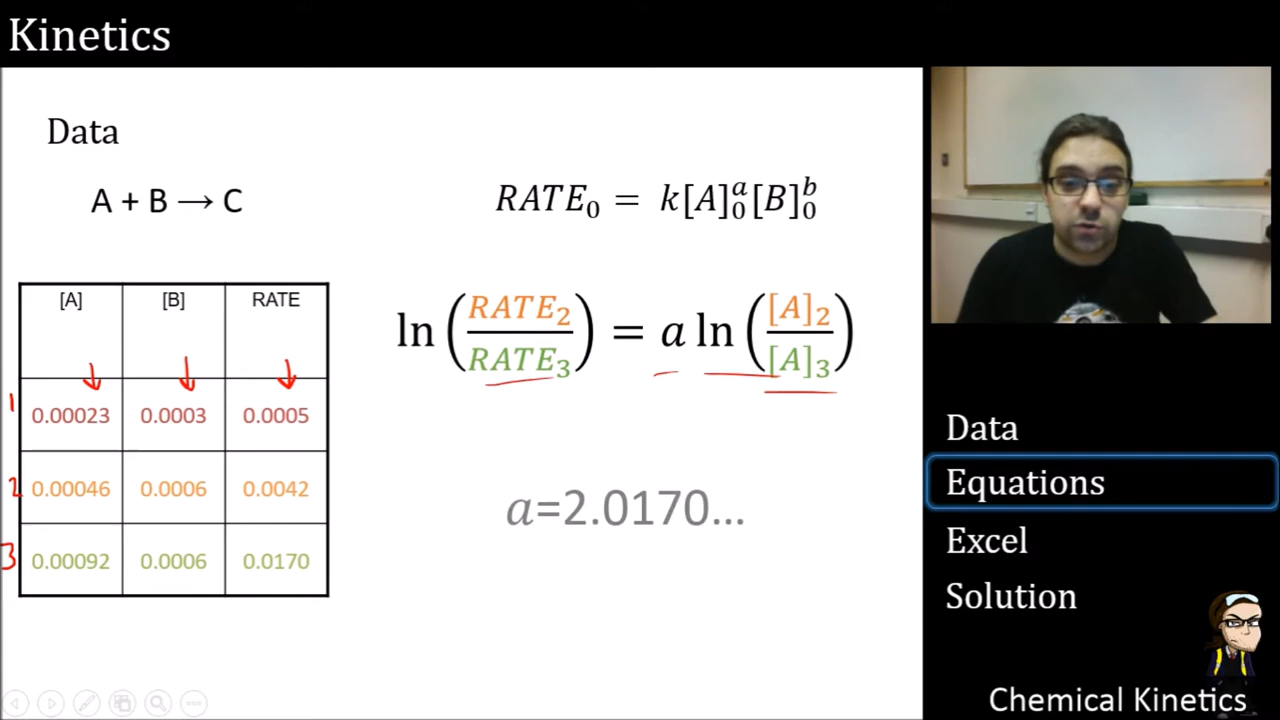 Kinetics
Data
A + B → C
RATE₀ = k[A]₀ᵃ[B]₀ᵇ
[A] [B] RATE
1 0.00023 0.0003 0.0005
2 0.00046 0.0006 0.0042
3 0.00092 0.0006 0.0170
ln(RATE₂/RATE₃) = a ln([A]₂/[A]₃)
a=2.0170...
Data
Equations
Excel
Solution
Chemical Kinetics